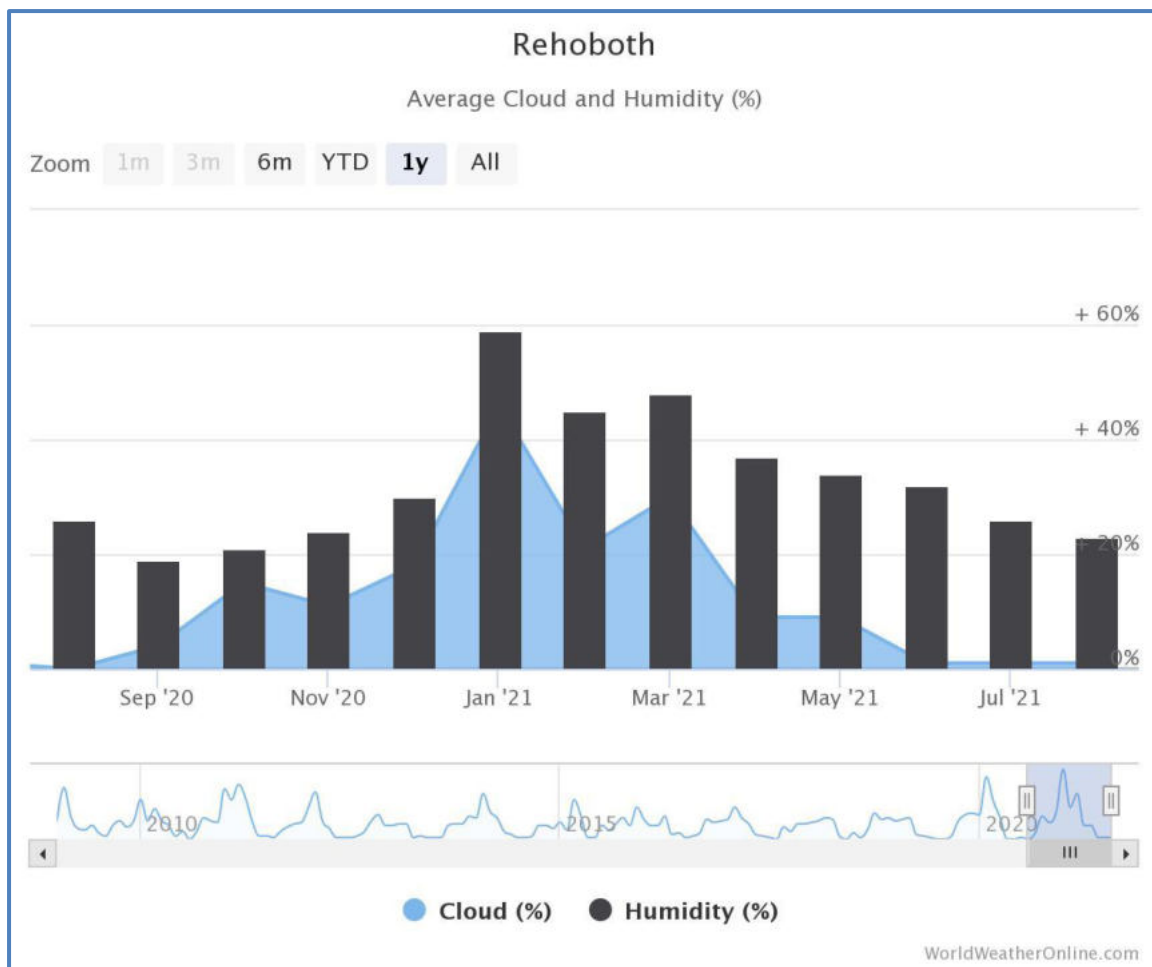 Rehoboth
Average Cloud and Humidity (%)
Zoom 1m 3m 6m YTD 1y All
+ 60%
+ 40%
+ 20%
0%
Sep '20 Nov '20 Jan '21 Mar '21 May '21 Jul '21
2010 2015 2020
Cloud (%) Humidity (%)
WorldWeatherOnline.com